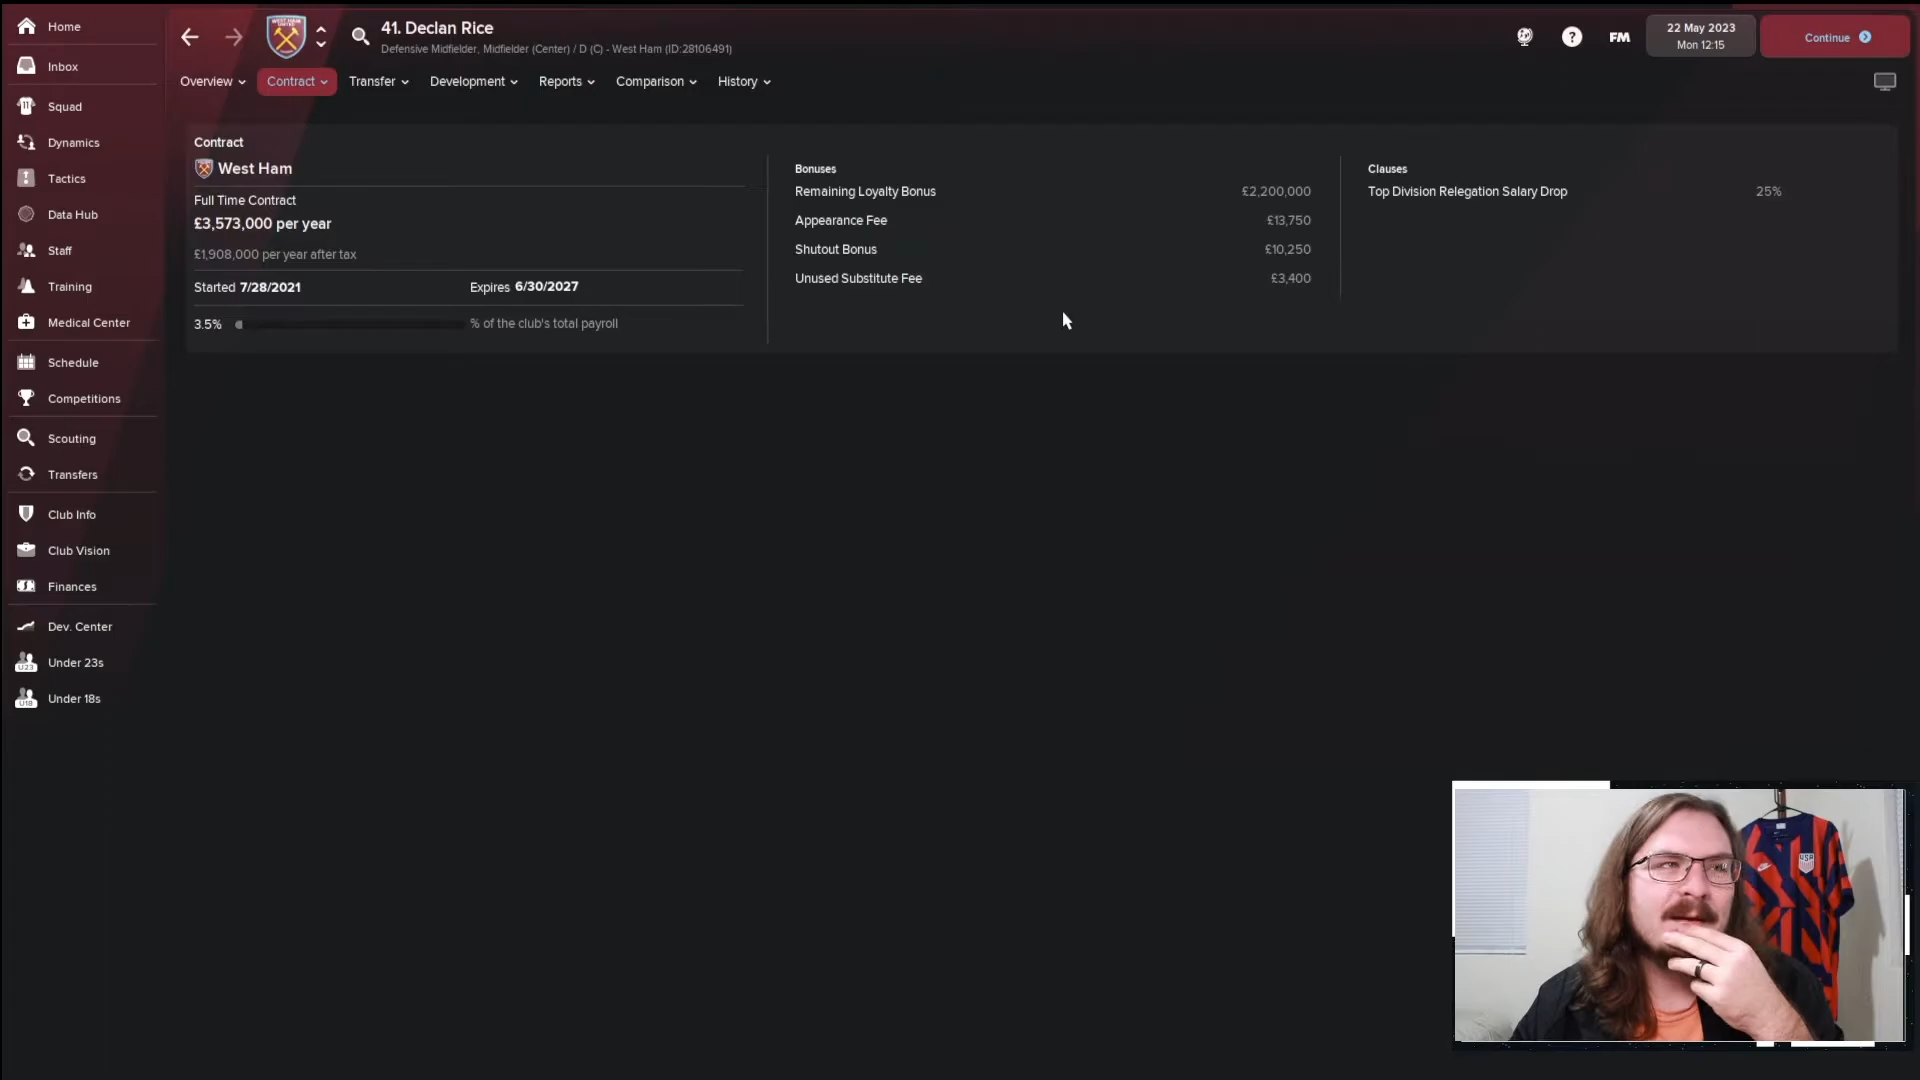 Home
Inbox
Squad
Dynamics
Tactics
Data Hub
Staff
Training
Medical Center
Schedule
Competitions
Scouting
Transfers
Club Info
Club Vision
Finances
Dev. Center
U23
Under 23s
U18
Under 18s
41. Declan Rice
Defensive Midfielder, Midfielder (Center) / D (C) - West Ham (ID:28106491)
?
FM
22 May 2023
Mon 12:15
Continue
Overview
Contract
Transfer
Development
Reports
Comparison
History
Contract
West Ham
Full Time Contract
£3,573,000 per year
£1,908,000 per year after tax
Started 7/28/2021 Expires 6/30/2027
3.5% % of the club's total payroll
Bonuses
Remaining Loyalty Bonus £2,200,000
Appearance Fee £13,750
Shutout Bonus £10,250
Unused Substitute Fee £3,400
Clauses
Top Division Relegation Salary Drop 25%
USA